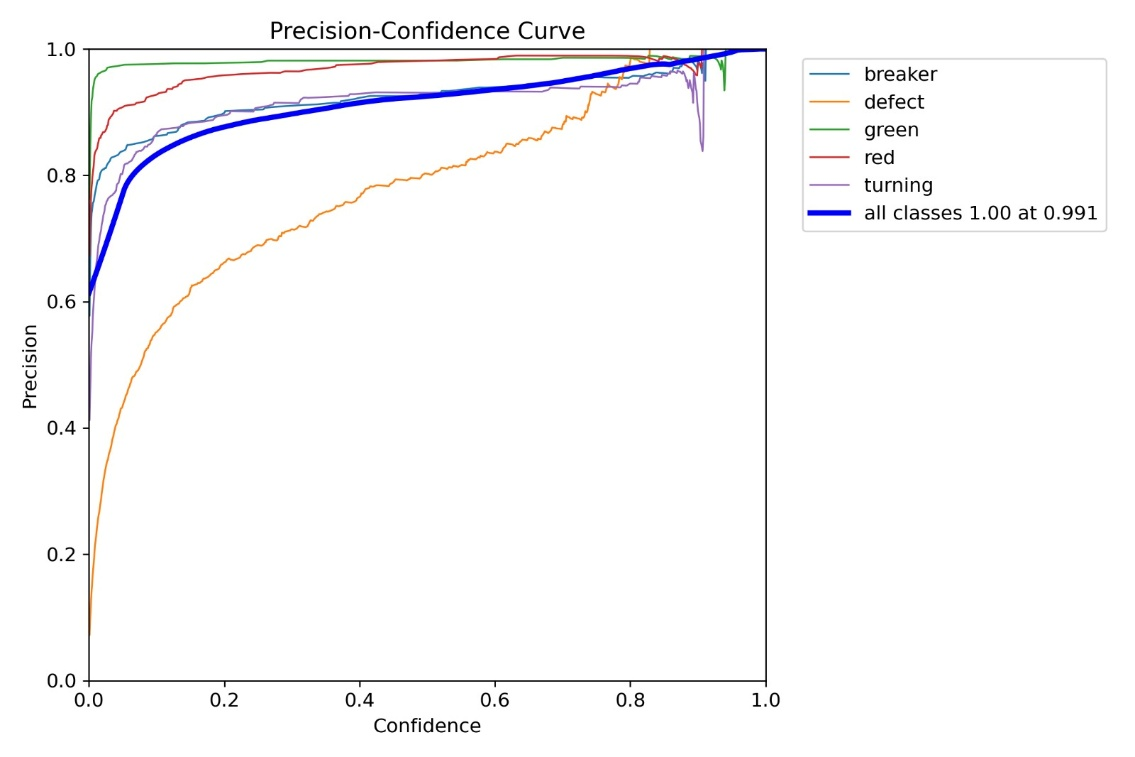 Precision-Confidence Curve
1.0
0.8
0.6
0.4
0.2
0.0
Precision
0.0 0.2 0.4 0.6 0.8 1.0
Confidence
breaker
defect
green
red
turning
all classes 1.00 at 0.991